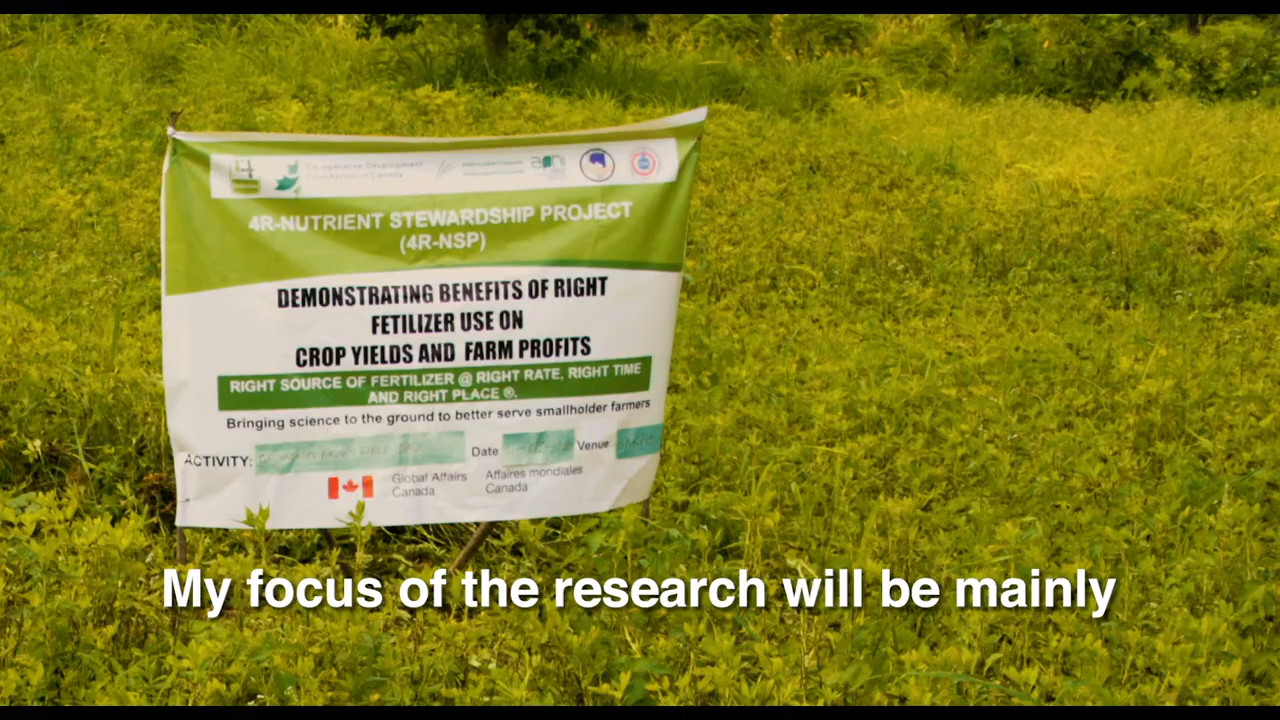 Co-operative Development
Foundation of Canada
apni
4R-NUTRIENT STEWARDSHIP PROJECT
(4R-NSP)
DEMONSTRATING BENEFITS OF RIGHT
FETILIZER USE ON
CROP YIELDS AND FARM PROFITS
RIGHT SOURCE OF FERTILIZER @ RIGHT RATE, RIGHT TIME
AND RIGHT PLACE ®.
Bringing science to the ground to better serve smallholder farmers
ACTIVITY: Date Venue
Global Affairs Affaires mondiales
Canada Canada
My focus of the research will be mainly